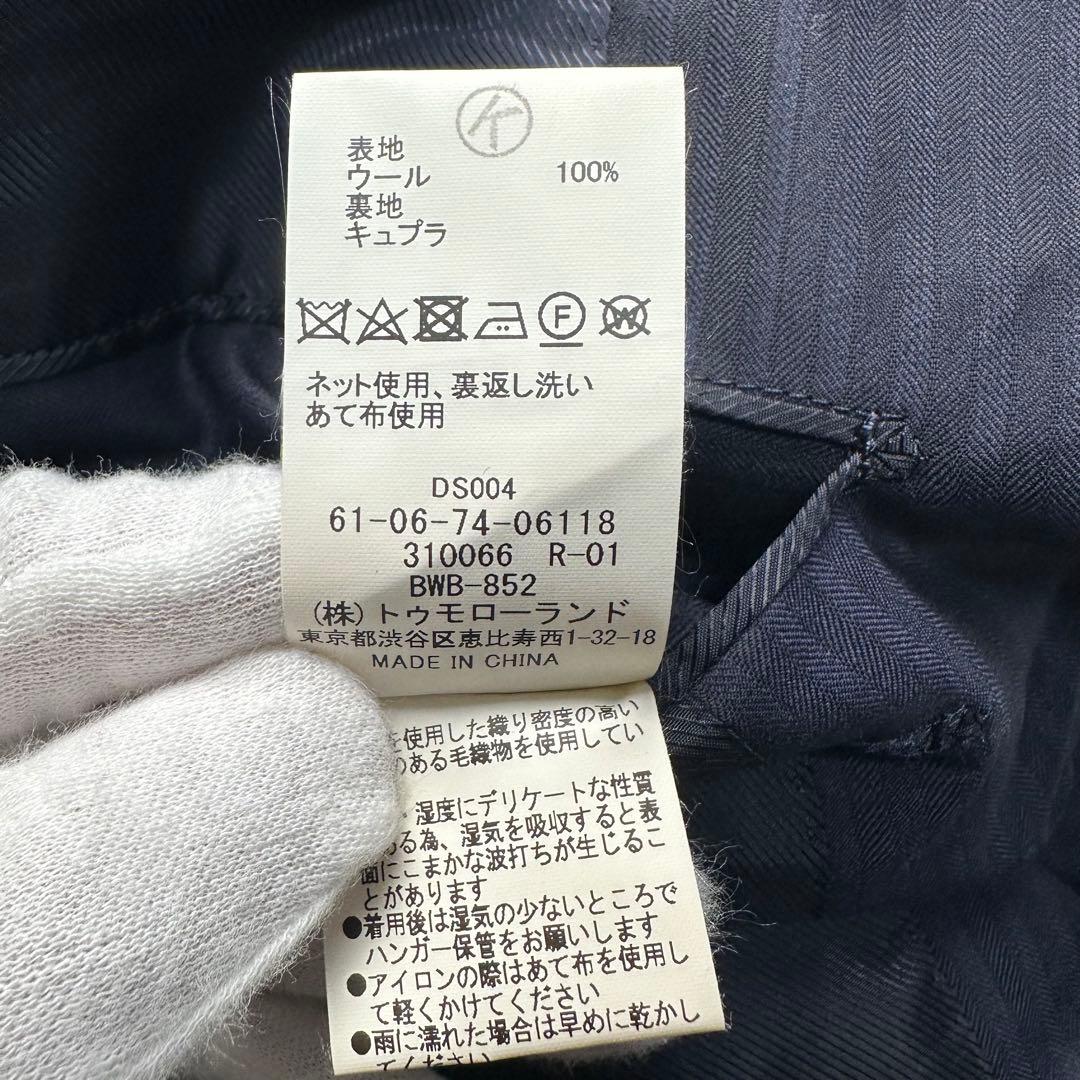 ケ
表地
ウール 100%
裏地
キュプラ
F W
ネット使用、裏返し洗い
あて布使用
DS004
61-06-74-06118
310066 R-01
BWB-852
(株)トゥモローランド
東京都渋谷区恵比寿西1-32-18
MADE IN CHINA
を使用した織り密度の高い
のある毛織物を使用してい
湿度にデリケートな性質
ある為、湿気を吸収すると表
面にこまかな波打ちが生じるこ
とがあります
●着用後は湿気の少ないところで
ハンガー保管をお願いします
●アイロンの際はあて布を使用し
て軽くかけてください
●雨に濡れた場合は早めに乾かし
てください